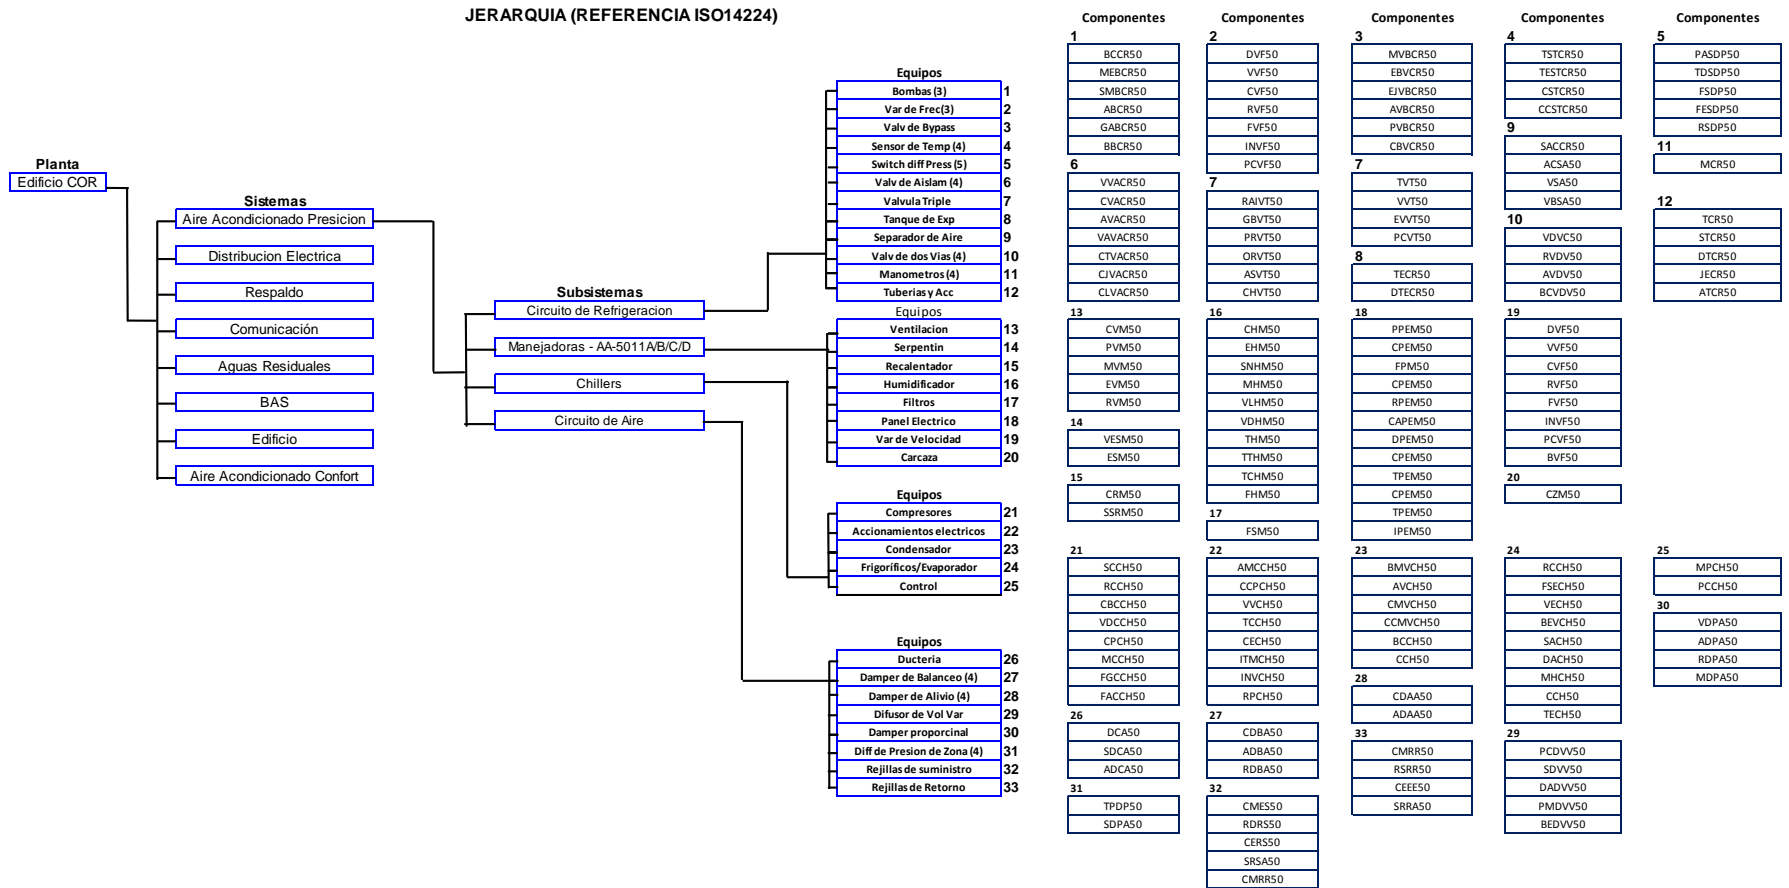 JERARQUIA (REFERENCIA ISO14224)
Planta
Edificio COR
Sistemas
Aire Acondicionado Presicion
Distribucion Electrica
Respaldo
Comunicación
Aguas Residuales
BAS
Edificio
Aire Acondicionado Confort
Subsistemas
Circuito de Refrigeracion
Manejadoras - AA-5011A/B/C/D
Chillers
Circuito de Aire
Equipos
Bombas (3) 1
Var de Frec(3) 2
Valv de Bypass 3
Sensor de Temp (4) 4
Switch diff Press (5) 5
Valv de Aislam (4) 6
Valvula Triple 7
Tanque de Exp 8
Separador de Aire 9
Valv de dos Vias (4) 10
Manometros (4) 11
Tuberias y Acc 12
Equipos
Ventilacion 13
Serpentin 14
Recalentador 15
Humidificador 16
Filtros 17
Panel Electrico 18
Var de Velocidad 19
Carcaza 20
Equipos
Compresores 21
Accionamientos electricos 22
Condensador 23
Frigoríficos/Evaporador 24
Control 25
Equipos
Ducteria 26
Damper de Balanceo (4) 27
Damper de Alivio (4) 28
Difusor de Vol Var 29
Damper proporcinal 30
Diff de Presion de Zona (4) 31
Rejillas de suministro 32
Rejillas de Retorno 33
Componentes
1
BCCR50
MEBCR50
SMBCR50
ABCR50
GABCR50
BBCR50
6
VVACR50
CVACR50
AVACR50
VAVACR50
CTVACR50
CJVACR50
CLVACR50
13
CVM50
PVM50
MVM50
EVM50
RVM50
14
VESM50
ESM50
15
CRM50
SSRM50
21
SCCH50
RCCH50
CBCCH50
VDCCH50
CPCH50
MCCH50
FGCCH50
FACCH50
26
DCA50
SDCA50
ADCA50
31
TPDP50
SDPA50
Componentes
2
DVF50
VVF50
CVF50
RVF50
FVF50
INVF50
PCVF50
7
RAIVT50
GBVT50
PRVT50
ORVT50
ASVT50
CHVT50
16
CHM50
EHM50
SNHM50
MHM50
VLHM50
VDHM50
THM50
TTHM50
TCHM50
FHM50
17
FSM50
22
AMCCH50
CCPCH50
VVCH50
TCCH50
CECH50
ITMCH50
INVCH50
RPCH50
27
CDBA50
ADBA50
RDBA50
32
CMES50
RDRS50
CERS50
SRSA50
CMRR50
Componentes
3
MVBCR50
EBVCR50
EJVBCR50
AVBCR50
PVBCR50
CBVCR50
7
TVT50
VVT50
EVVT50
PCVT50
8
TECR50
DTECR50
18
PPEM50
CPEM50
FPM50
CPEM50
RPEM50
CAPEM50
DPEM50
CPEM50
TPEM50
CPEM50
TPEM50
IPEM50
23
BMVCH50
AVCH50
CMVCH50
CCMVCH50
BCCH50
CCH50
28
CDAA50
ADAA50
33
CMRR50
RSRR50
CEEE50
SRRA50
Componentes
4
TSTCR50
TESTCR50
CSTCR50
CCSTCR50
9
SACCR50
ACSA50
VSA50
VBSA50
10
VDVC50
RVDV50
AVDV50
BCVDV50
19
DVF50
VVF50
CVF50
RVF50
FVF50
INVF50
PCVF50
BVF50
20
CZM50
24
RCCH50
FSECH50
VECH50
BEVCH50
SACH50
DACH50
MHCH50
CCH50
TECH50
29
PCDVV50
SDVV50
DADVV50
PMDVV50
BEDVV50
Componentes
5
PASDP50
TDSDP50
FSDP50
FESDP50
RSDP50
11
MCR50
12
TCR50
STCR50
DTCR50
JECR50
ATCR50
25
MPCH50
PCCH50
30
VDPA50
ADPA50
RDPA50
MDPA50